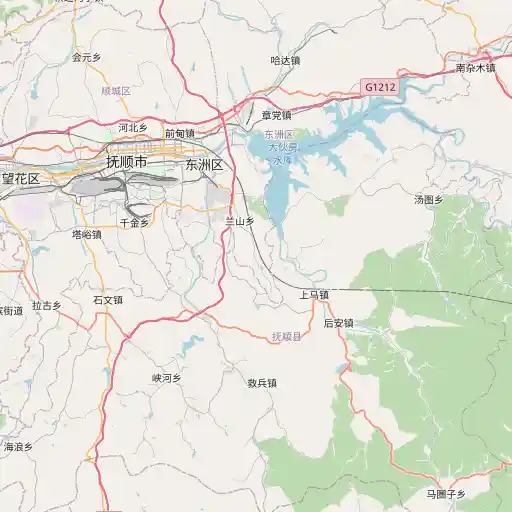 会元乡
哈达镇
南杂木镇
顺城区
G1212
章党镇
河北乡
前甸镇
东洲区
大伙房
水库
抚顺市
东洲区
望花区
汤图乡
千金乡
兰山乡
塔峪镇
上马镇
石文镇
拉古乡
后安镇
抚顺县
峡河乡
救兵镇
海浪乡
马圈子乡